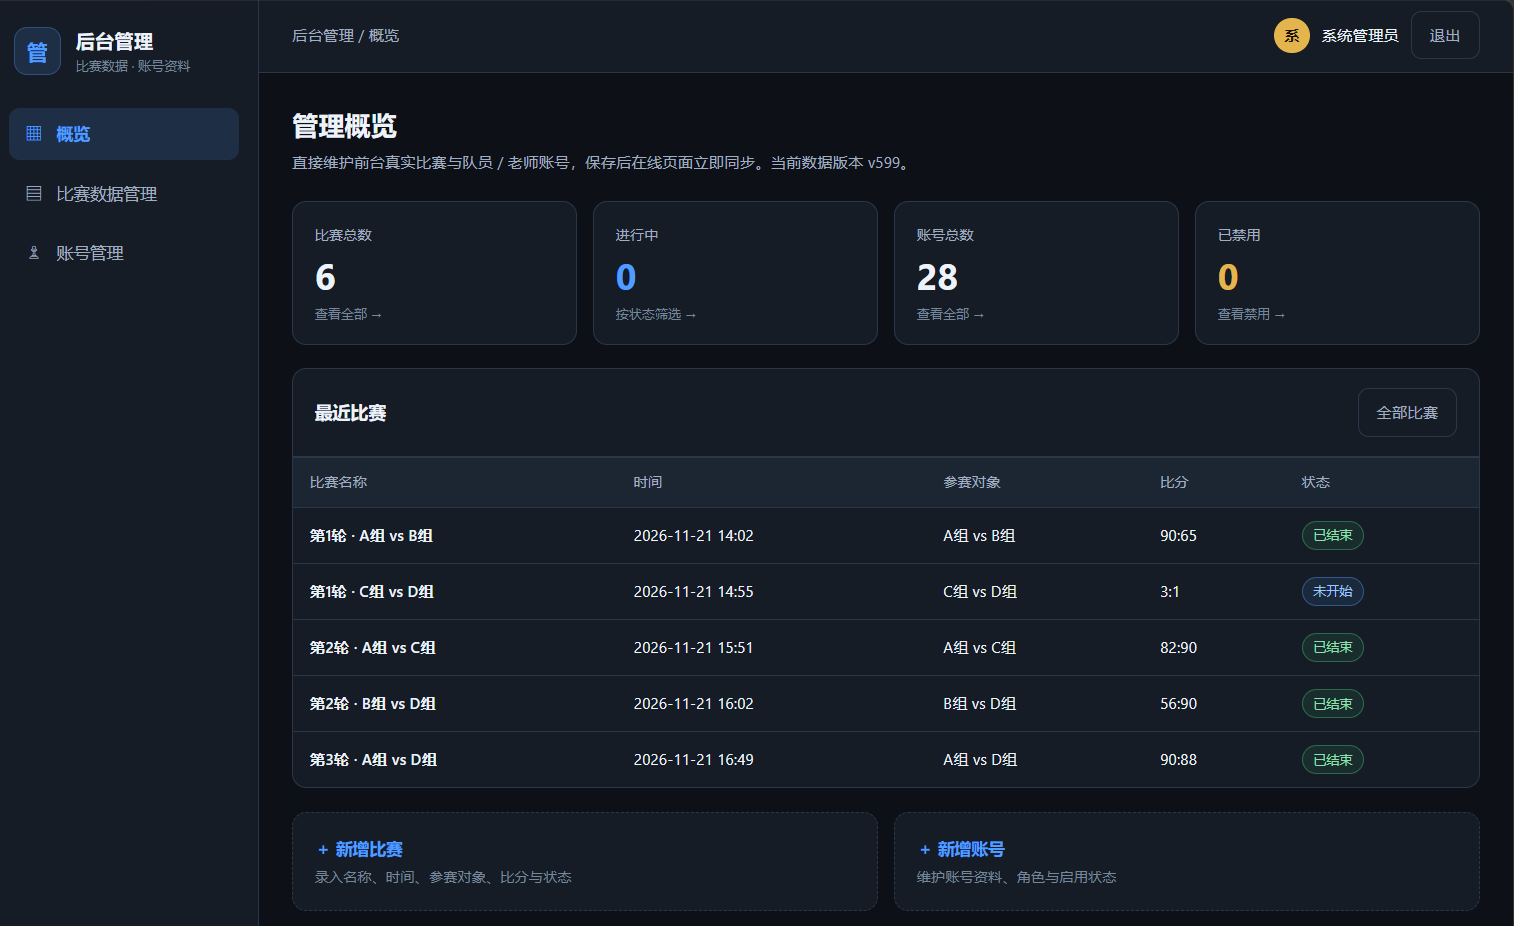 管
后台管理
比赛数据 · 账号资料
概览
比赛数据管理
账号管理
后台管理 / 概览
系
系统管理员
退出
管理概览
直接维护前台真实比赛与队员 / 老师账号，保存后在线页面立即同步。当前数据版本 v599。
比赛总数
6
查看全部 →
进行中
0
按状态筛选 →
账号总数
28
查看全部 →
已禁用
0
查看禁用 →
最近比赛
全部比赛
比赛名称 时间 参赛对象 比分 状态
第1轮 · A组 vs B组 2026-11-21 14:02 A组 vs B组 90:65 已结束
第1轮 · C组 vs D组 2026-11-21 14:55 C组 vs D组 3:1 未开始
第2轮 · A组 vs C组 2026-11-21 15:51 A组 vs C组 82:90 已结束
第2轮 · B组 vs D组 2026-11-21 16:02 B组 vs D组 56:90 已结束
第3轮 · A组 vs D组 2026-11-21 16:49 A组 vs D组 90:88 已结束
+ 新增比赛
录入名称、时间、参赛对象、比分与状态
+ 新增账号
维护账号资料、角色与启用状态